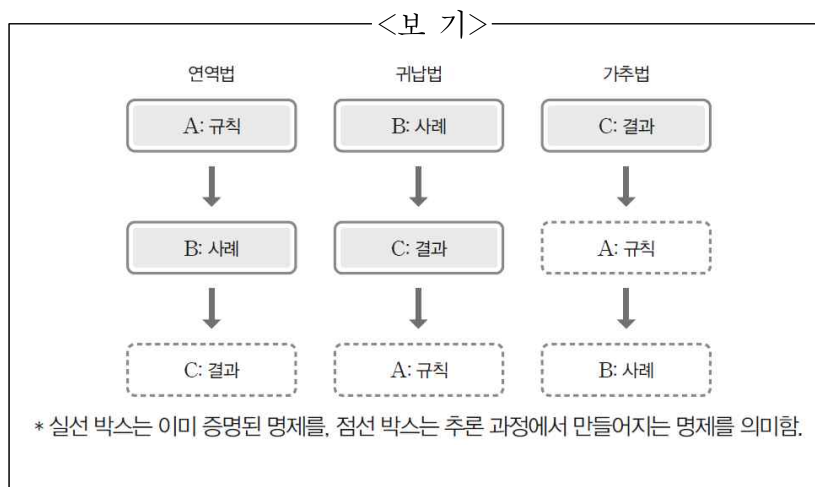 <보 기>
연역법 귀납법 가추법
A: 규칙 B: 사례 C: 결과
B: 사례 C: 결과 A: 규칙
C: 결과 A: 규칙 B: 사례
* 실선 박스는 이미 증명된 명제를, 점선 박스는 추론 과정에서 만들어지는 명제를 의미함.